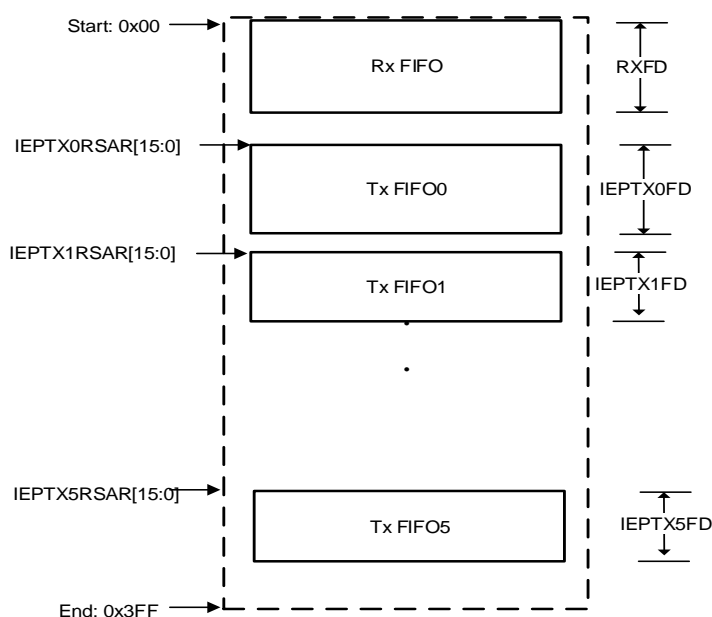 Start: 0x00
Rx FIFO
RXFD
IEPTX0RSAR[15:0]
Tx FIFO0
IEPTX0FD
IEPTX1RSAR[15:0]
Tx FIFO1
IEPTX1FD
IEPTX5RSAR[15:0]
Tx FIFO5
IEPTX5FD
End: 0x3FF